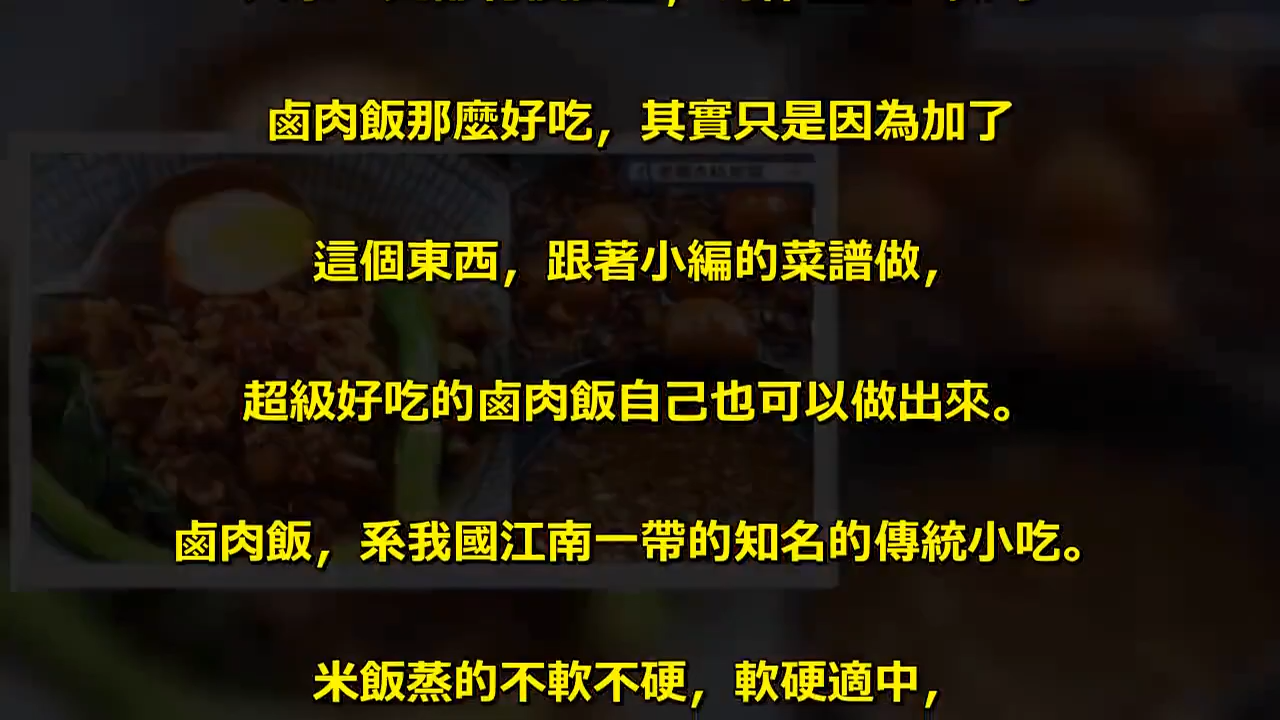 鹵肉飯那麼好吃，其實只是因為加了
這個東西，跟著小編的菜譜做，
超級好吃的鹵肉飯自己也可以做出來。
鹵肉飯，系我國江南一帶的知名的傳統小吃。
米飯蒸的不軟不硬，軟硬適中，